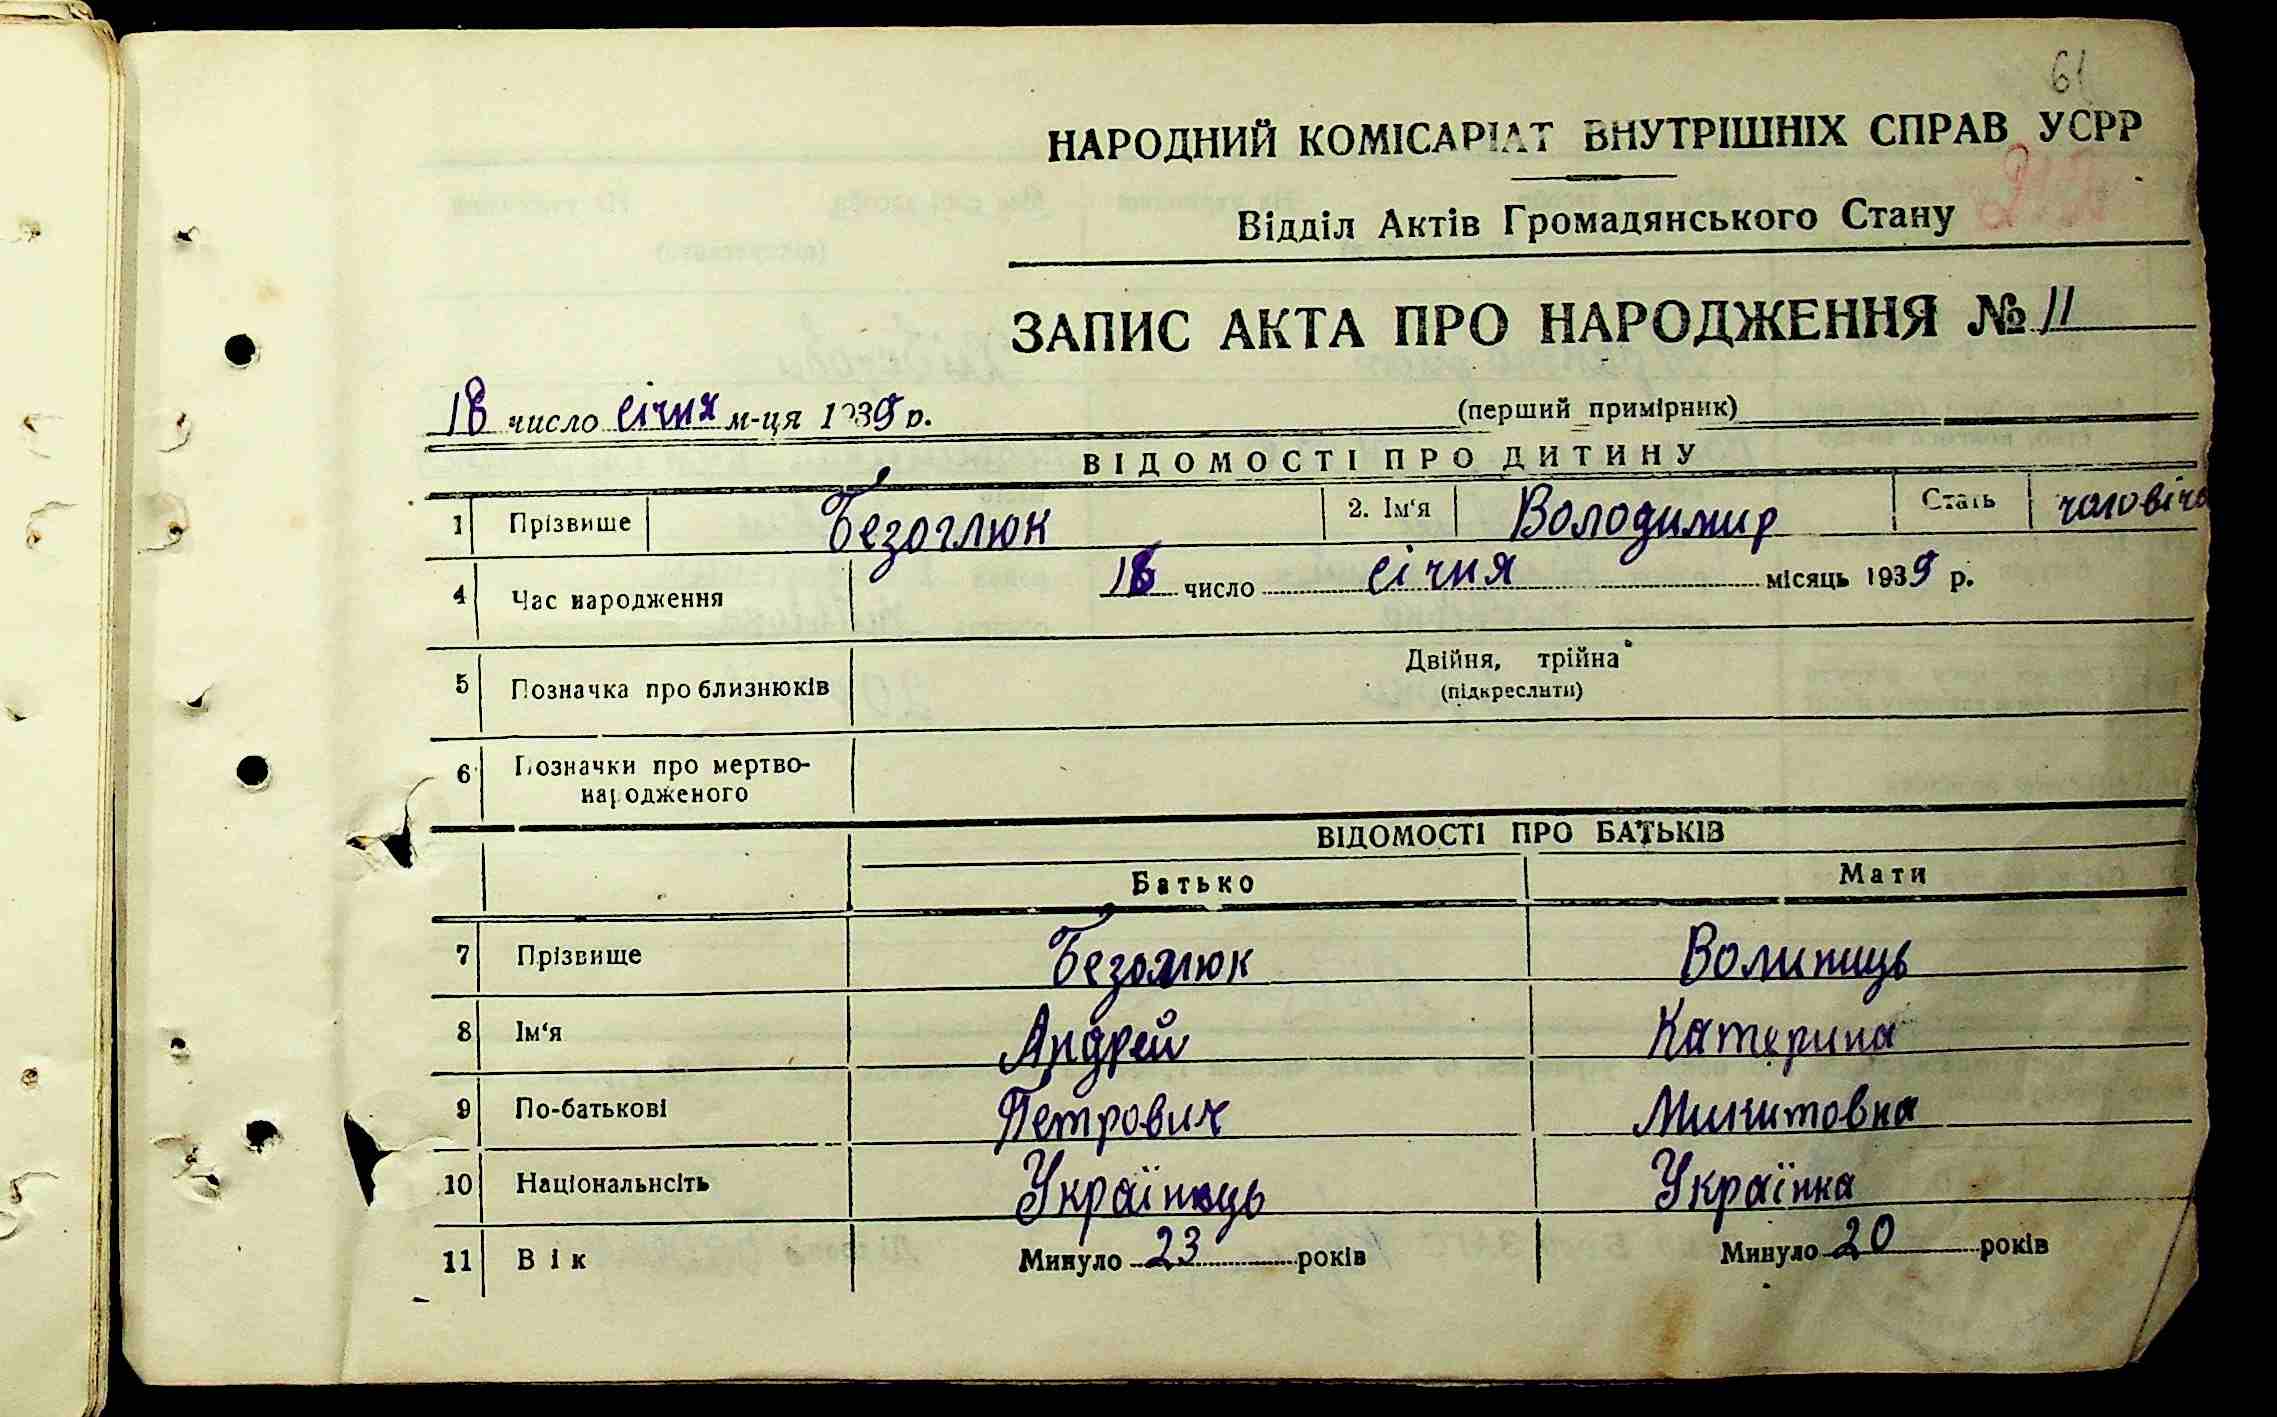 61
НАРОДНИЙ КОМІСАРІАТ ВНУТРІШНІХ СПРАВ УСРР
Відділ Актів Громадянського Стану
ЗАПИС АКТА ПРО НАРОДЖЕННЯ № 11
18 число січня м-ця 1939 р. (перший примірник)
ВІДОМОСТІ ПРО ДИТИНУ
1 Прізвише Безоглюк 2. Ім'я Володимир Стать чоловіча
4 Час народження 18 число січня місяць 1939 р.
5 Позначка про близнюків Двійня, трійна
(підкреслити)
6 Позначки про мертво-
народженого
ВІДОМОСТІ ПРО БАТЬКІВ
Батько Мати
7 Прізвище Безоглюк Волинець
8 Ім'я Андрей Катерина
9 По-батькові Петрович Микитовна
10 Національнсіть Українець Українка
11 Вік Минуло 23 років Минуло 20 років